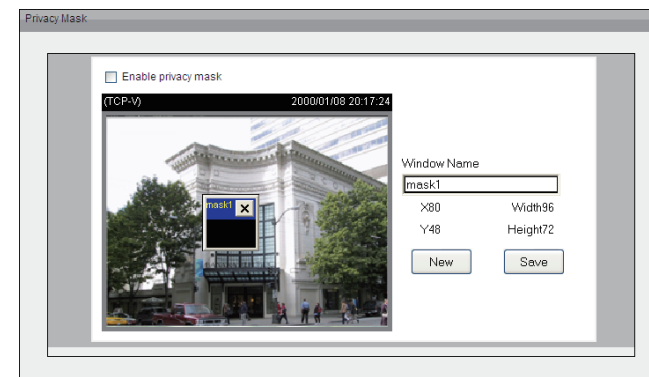 Privacy Mask
Enable privacy mask
(TCP-V) 2000/01/08 20:17:24
Window Name
mask1
mask1
X80 Width96
Y48 Height72
New Save